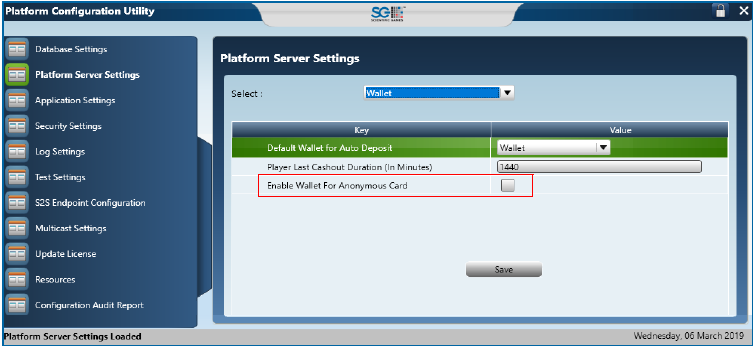 Platform Configuration Utility
SG
SCIENTIFIC GAMES
Database Settings
Platform Server Settings
Application Settings
Security Settings
Log Settings
Test Settings
S2S Endpoint Configuration
Multicast Settings
Update License
Resources
Configuration Audit Report
Platform Server Settings
Select : Wallet
Key Value
Default Wallet for Auto Deposit Wallet
Player Last Cashout Duration (In Minutes) 1440
Enable Wallet For Anonymous Card
Save
Platform Server Settings Loaded Wednesday, 06 March 2019